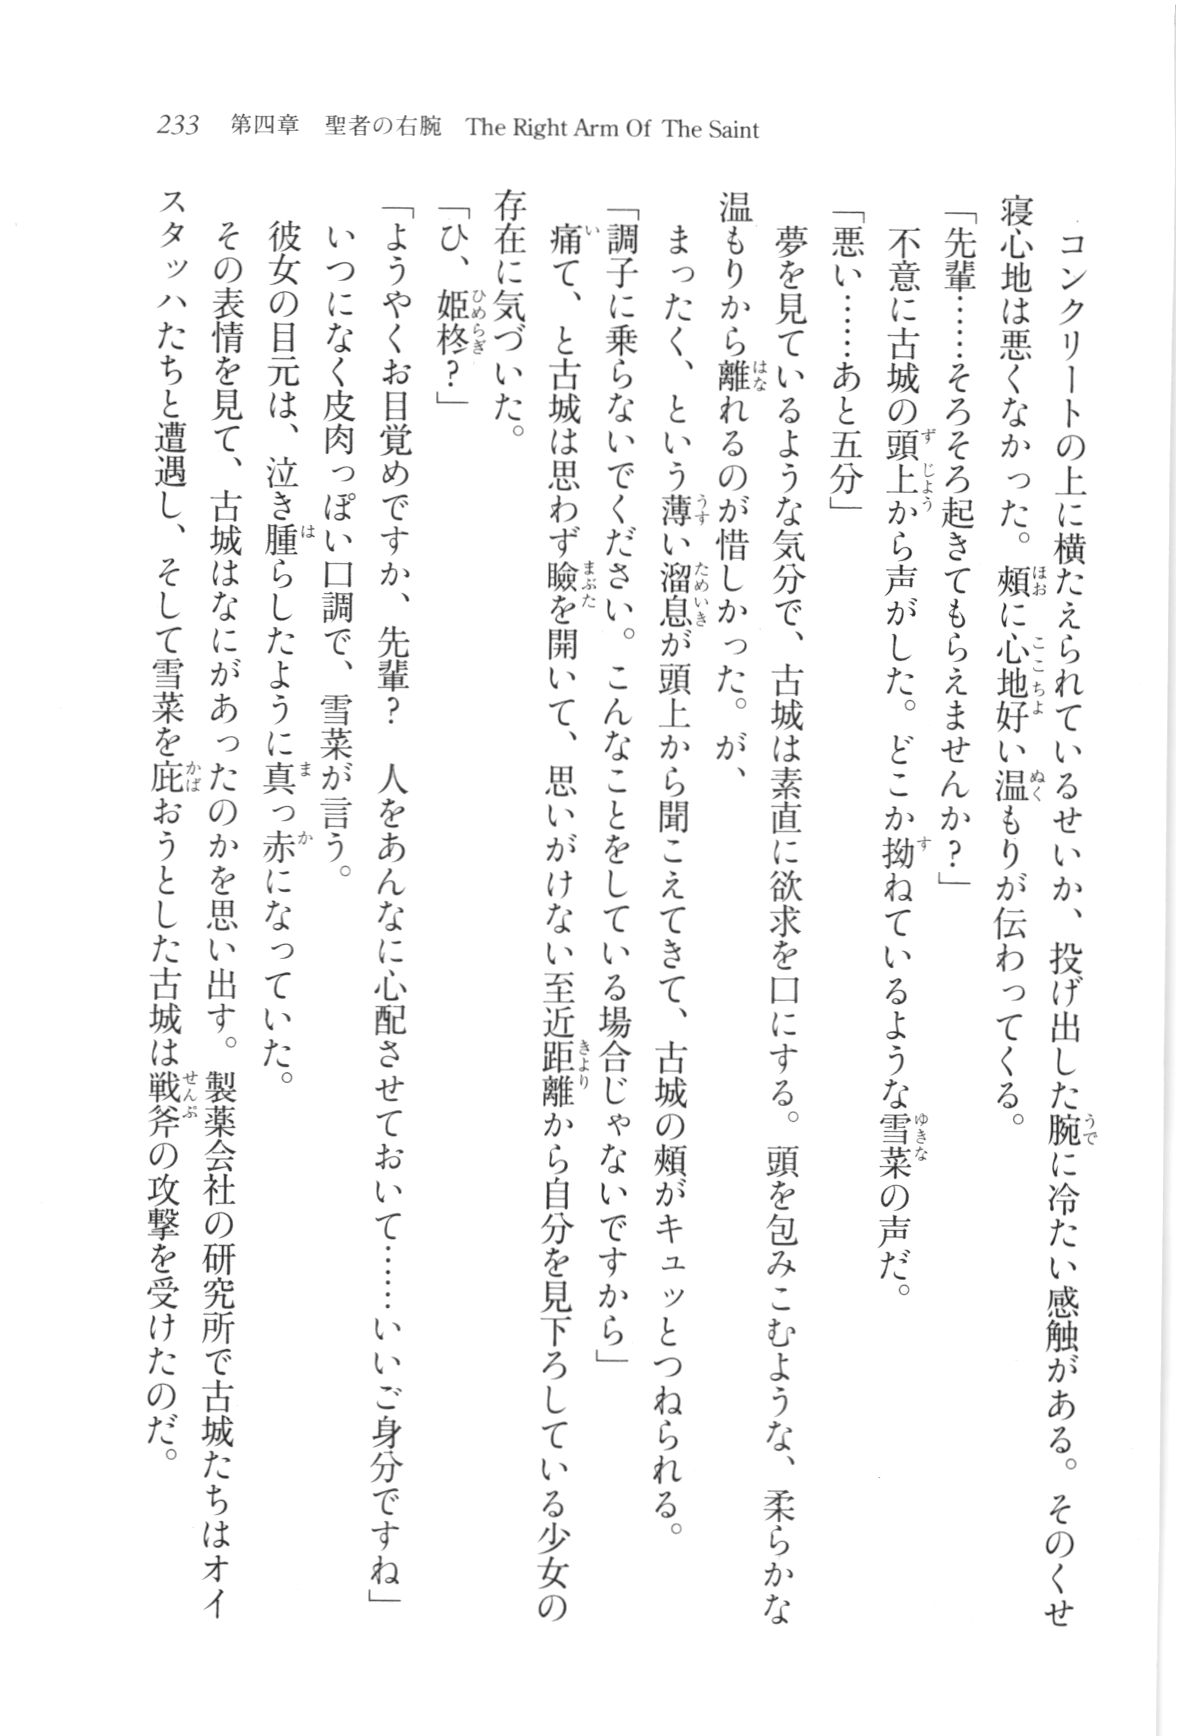 233 第四章 聖者の右腕 The Right Arm Of The Saint
コンクリートの上に横たえられているせいか、投げ出した腕に冷たい感触がある。そのくせ
寝心地は悪くなかった。頰に心地好い温もりが伝わってくる。
「先輩……そろそろ起きてもらえませんか?」
不意に古城の頭上から声がした。どこか拗ねているような雪菜の声だ。
「悪い……あと五分」
夢を見ているような気分で、古城は素直に欲求を口にする。頭を包みこむような、柔らかな
温もりから離れるのが惜しかった。が、
まったく、という薄い溜息が頭上から聞こえてきて、古城の頰がキュッとつねられる。
「調子に乗らないでください。こんなことをしている場合じゃないですから」
痛て、と古城は思わず瞼を開いて、思いがけない至近距離から自分を見下ろしている少女の
存在に気づいた。
「ひ、姫柊?」
「ようやくお目覚めですか、先輩? 人をあんなに心配させておいて……いいご身分ですね」
いつになく皮肉っぽい口調で、雪菜が言う。
彼女の目元は、泣き腫らしたように真っ赤になっていた。
その表情を見て、古城はなにがあったのかを思い出す。製薬会社の研究所で古城たちはオイ
スタッハたちと遭遇し、そして雪菜を庇おうとした古城は戦斧の攻撃を受けたのだ。